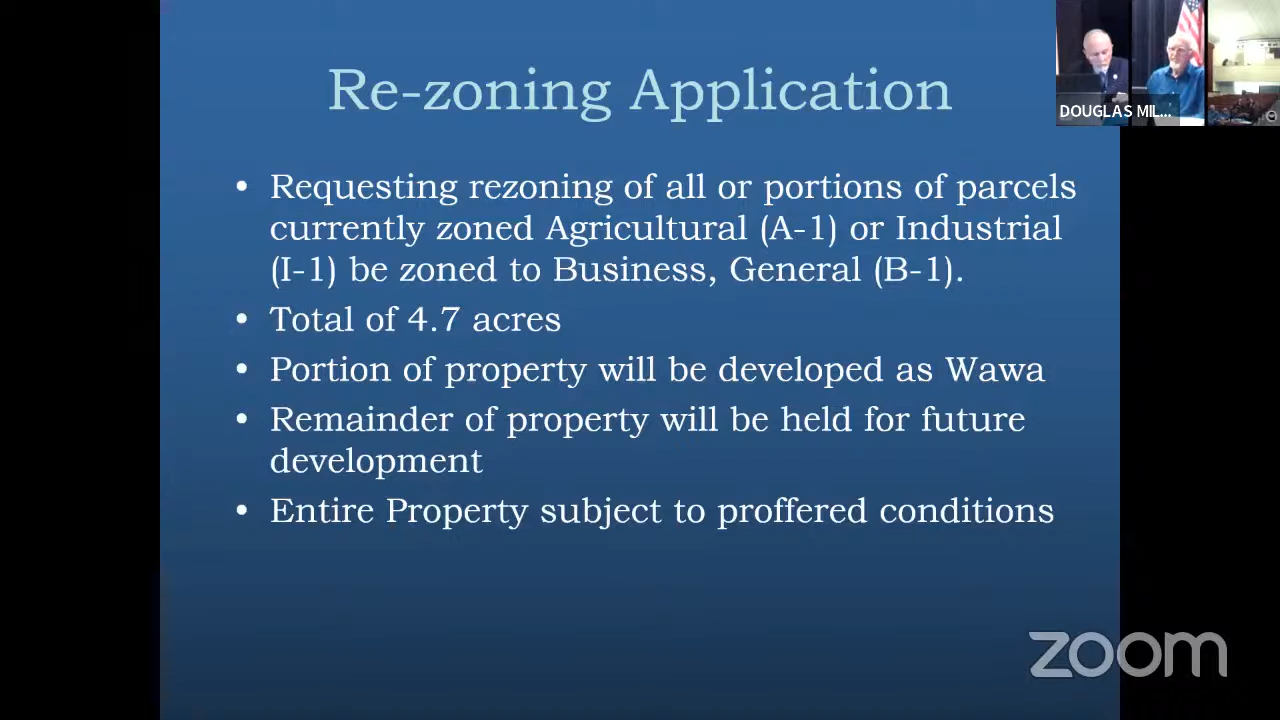 Re-zoning Application
DOUGLAS MIL...
• Requesting rezoning of all or portions of parcels
currently zoned Agricultural (A-1) or Industrial
(I-1) be zoned to Business, General (B-1).
• Total of 4.7 acres
• Portion of property will be developed as Wawa
• Remainder of property will be held for future
development
• Entire Property subject to proffered conditions
zoom